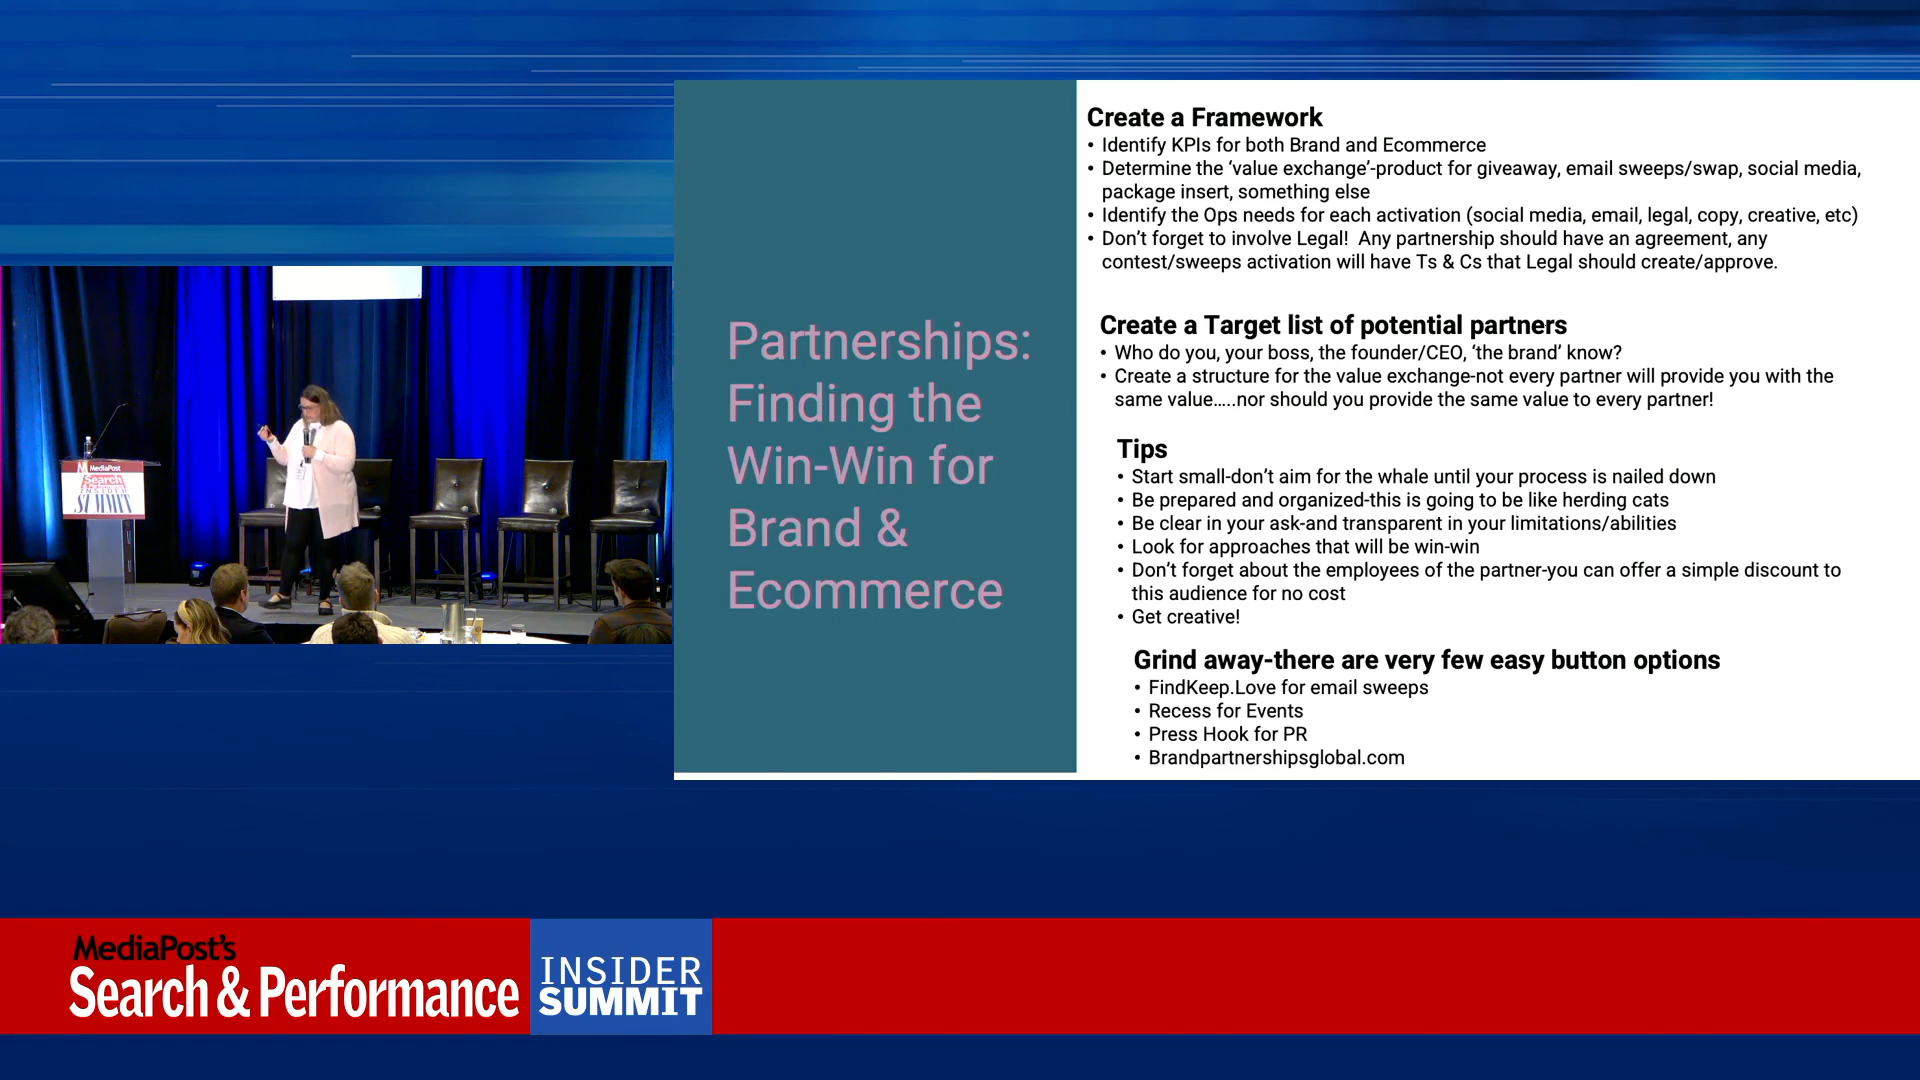 Partnerships:
Finding the
Win-Win for
Brand &
Ecommerce
Create a Framework
• Identify KPIs for both Brand and Ecommerce
• Determine the ‘value exchange’-product for giveaway, email sweeps/swap, social media,
package insert, something else
• Identify the Ops needs for each activation (social media, email, legal, copy, creative, etc)
• Don’t forget to involve Legal!  Any partnership should have an agreement, any
contest/sweeps activation will have Ts & Cs that Legal should create/approve.
Create a Target list of potential partners
• Who do you, your boss, the founder/CEO, ‘the brand’ know?
• Create a structure for the value exchange-not every partner will provide you with the
same value.....nor should you provide the same value to every partner!
Tips
• Start small-don’t aim for the whale until your process is nailed down
• Be prepared and organized-this is going to be like herding cats
• Be clear in your ask-and transparent in your limitations/abilities
• Look for approaches that will be win-win
• Don’t forget about the employees of the partner-you can offer a simple discount to
this audience for no cost
• Get creative!
Grind away-there are very few easy button options
• FindKeep.Love for email sweeps
• Recess for Events
• Press Hook for PR
• Brandpartnershipsglobal.com
MediaPost
Search
INSIDER
SUMMIT
MediaPost’s
Search & Performance
INSIDER
SUMMIT